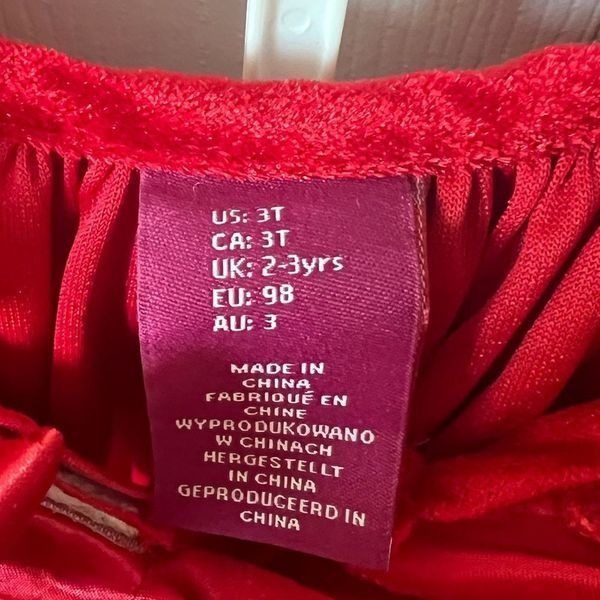 US: 3T
CA: 3T
UK: 2-3yrs
EU: 98
AU: 3
MADE IN
CHINA
FABRIQUÉ EN
CHINE
WYPRODUKOWANO
W CHINACH
HERGESTELLT
IN CHINA
GEPRODUCEERD IN
CHINA